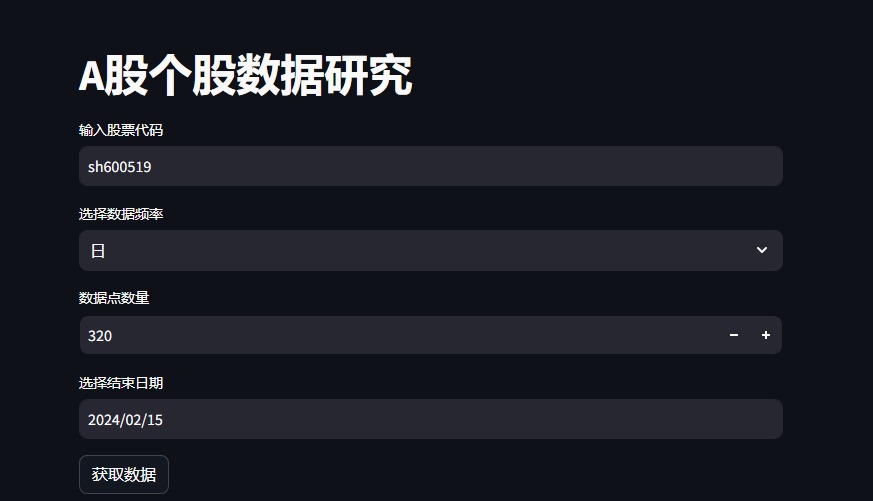 A股个股数据研究
输入股票代码
sh600519
选择数据频率
日
数据点数量
320
选择结束日期
2024/02/15
获取数据